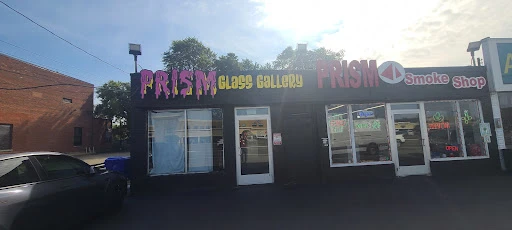 PRISM GLASS GALLERY
PRISM Smoke Shop
OPEN